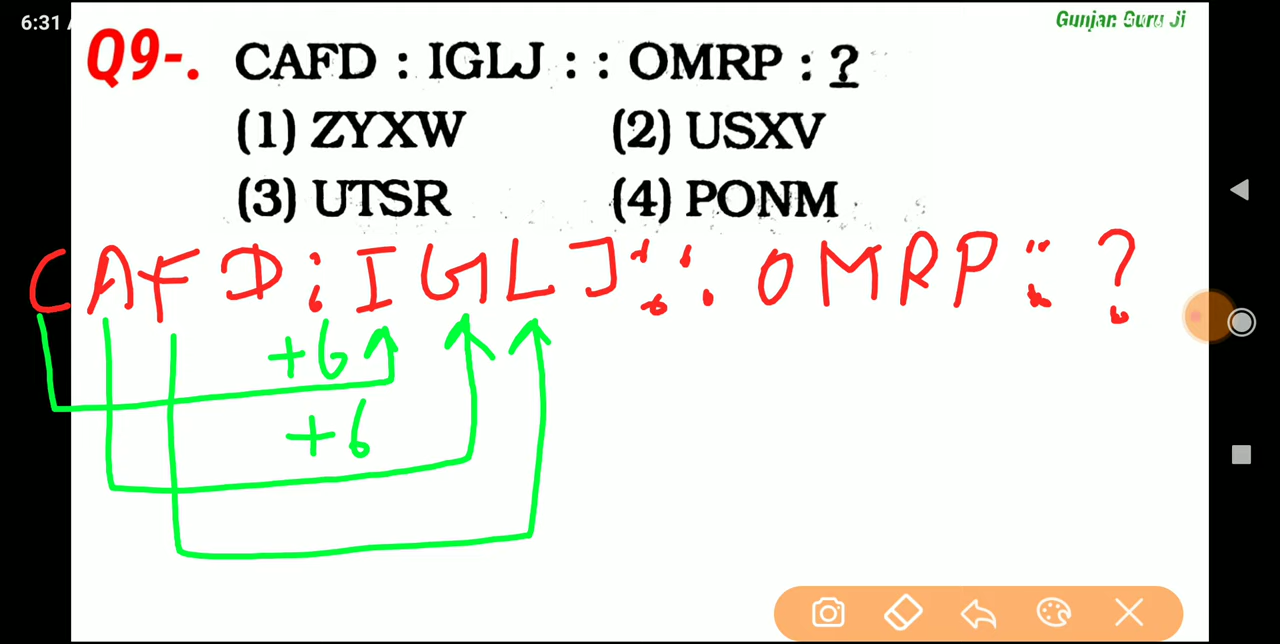 6:31
Gunjan Guru Ji
Q9-. CAFD : IGLJ : : OMRP : ?
(1) ZYXW (2) USXV
(3) UTSR (4) PONM
CAFD : IGLJ : : OMRP : ?
+6
+6